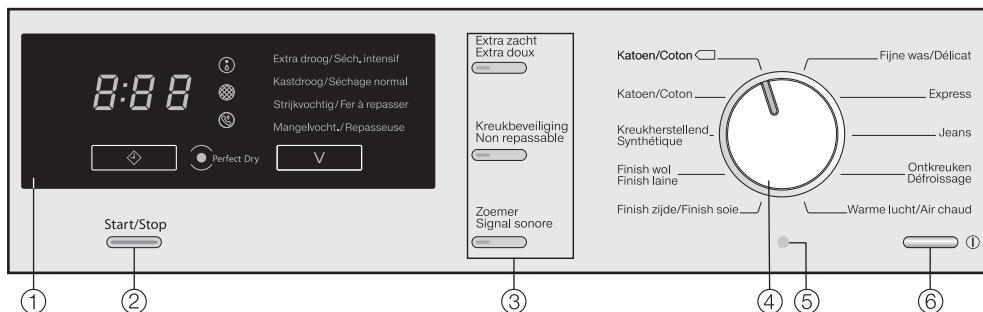 8:88
Extra droog/Séch. intensif
Kastdroog/Séchage normal
Strijkvochtig/Fer à repasser
Mangelvocht./Repasseuse
Perfect Dry
Start/Stop
Extra zacht
Extra doux
Kreukbeveiliging
Non repassable
Zoemer
Signal sonore
Katoen/Coton
Katoen/Coton
Kreukherstellend
Synthétique
Finish wol
Finish laine
Finish zijde/Finish soie
Fijne was/Délicat
Express
Jeans
Ontkreuken
Défroissage
Warme lucht/Air chaud
1
2
3
4
5
6